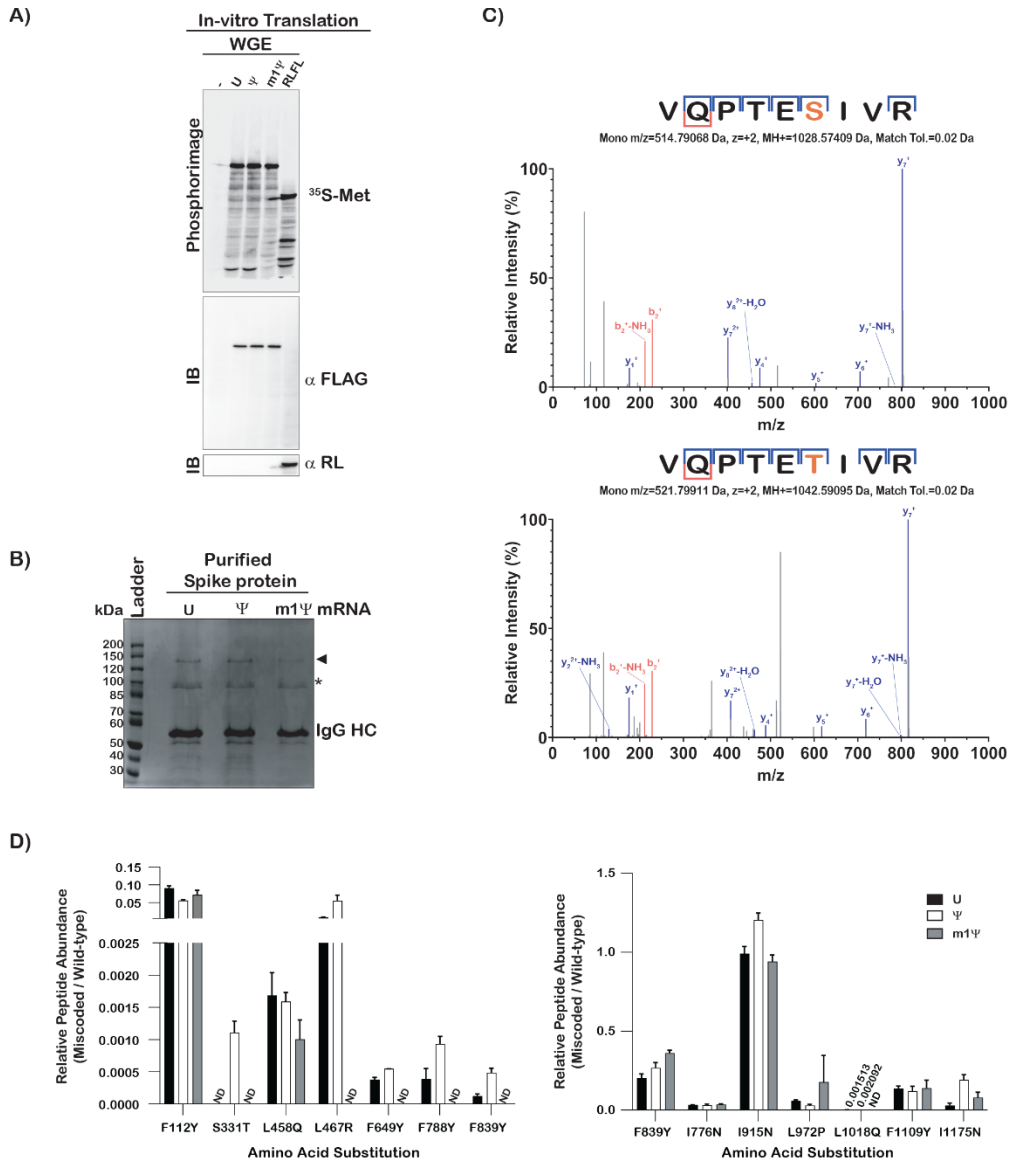 A)
In-vitro Translation
WGE
- U Ψ m1Ψ RLFL
Phosphorimage
35S-Met
IB
α FLAG
IB
α RL
B)
Purified
Spike protein
kDa Ladder U Ψ m1Ψ mRNA
200
150
120
100
85
70
60
50
40
30
*
IgG HC
C)
V Q P T E S I V R
Mono m/z=514.79068 Da, z=+2, MH+=1028.57409 Da, Match Tol.=0.02 Da
Relative Intensity (%)
100
50
0
y7+
y8 2+-H2O
b2+-NH3
b2+
y7+-NH3
y7 2+
y1+
y4+
y5+
y6+
0 100 200 300 400 500 600 700 800 900 1000
m/z
V Q P T E T I V R
Mono m/z=521.79911 Da, z=+2, MH+=1042.59095 Da, Match Tol.=0.02 Da
Relative Intensity (%)
100
50
0
y7+
y2 2+-NH3
b2+-NH3
b2+
y8 2+-H2O
y7+-NH3
y7+-H2O
y1+
y7 2+
y4+
y5+
y6+
0 100 200 300 400 500 600 700 800 900 1000
m/z
D)
Relative Peptide Abundance
(Miscoded / Wild-type)
0.15
0.10
0.05
0.0025
0.0020
0.0015
0.0010
0.0005
0.0000
ND ND ND ND ND ND
F112Y S331T L458Q L467R F649Y F788Y F839Y
Amino Acid Substitution
Relative Peptide Abundance
(Miscoded / Wild-type)
1.5
1.0
0.5
0.0
U
Ψ
m1Ψ
0.001513
0.002092
ND
F839Y I776N I915N L972P L1018Q F1109Y I1175N
Amino Acid Substitution